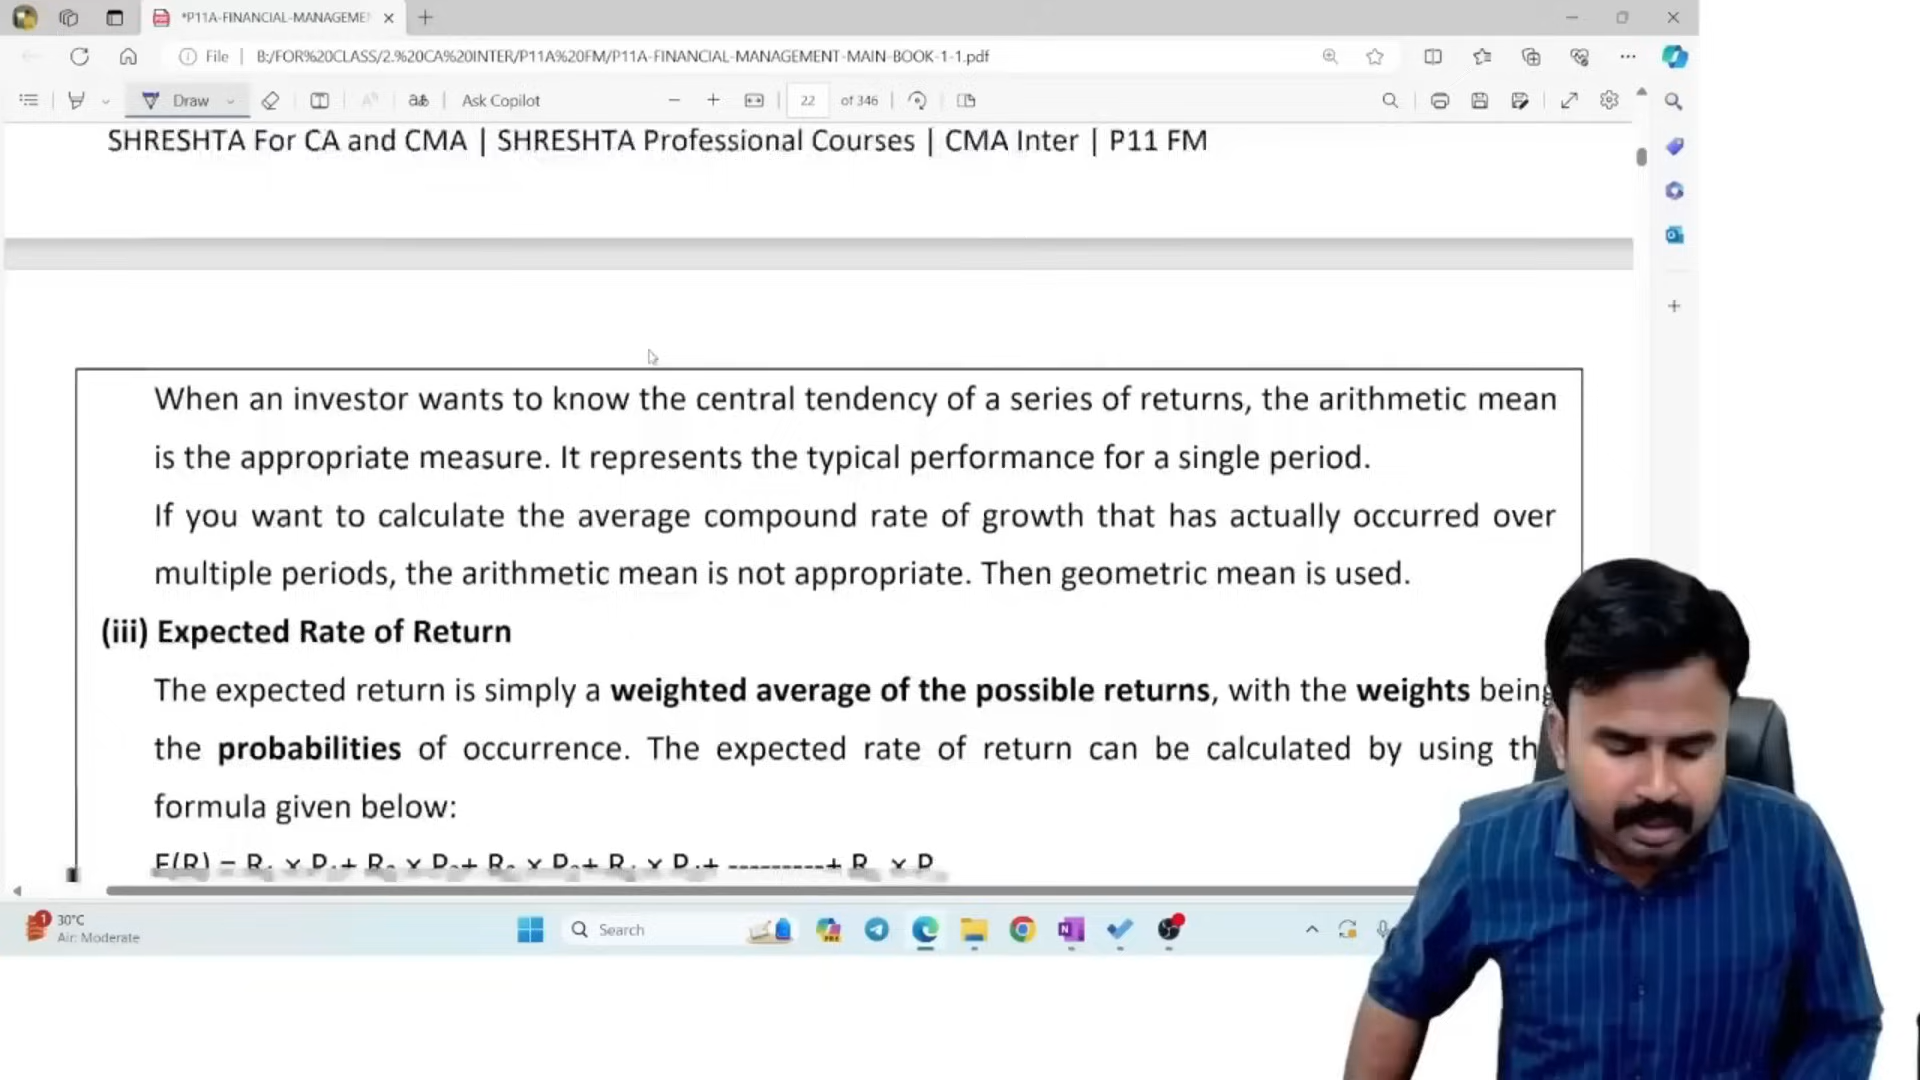 *P11A-FINANCIAL-MANAGEME
File B:/FOR%20CLASS/2.%20CA%20INTER/P11A%20FM/P11A-FINANCIAL-MANAGEMENT-MAIN-BOOK-1-1.pdf
Draw aあ Ask Copilot 22 of 346
SHRESHTA For CA and CMA | SHRESHTA Professional Courses | CMA Inter | P11 FM
When an investor wants to know the central tendency of a series of returns, the arithmetic mean
is the appropriate measure. It represents the typical performance for a single period.
If you want to calculate the average compound rate of growth that has actually occurred over
multiple periods, the arithmetic mean is not appropriate. Then geometric mean is used.
(iii) Expected Rate of Return
The expected return is simply a weighted average of the possible returns, with the weights being
the probabilities of occurrence. The expected rate of return can be calculated by using th
formula given below:
1 30°C
Air: Moderate
Search